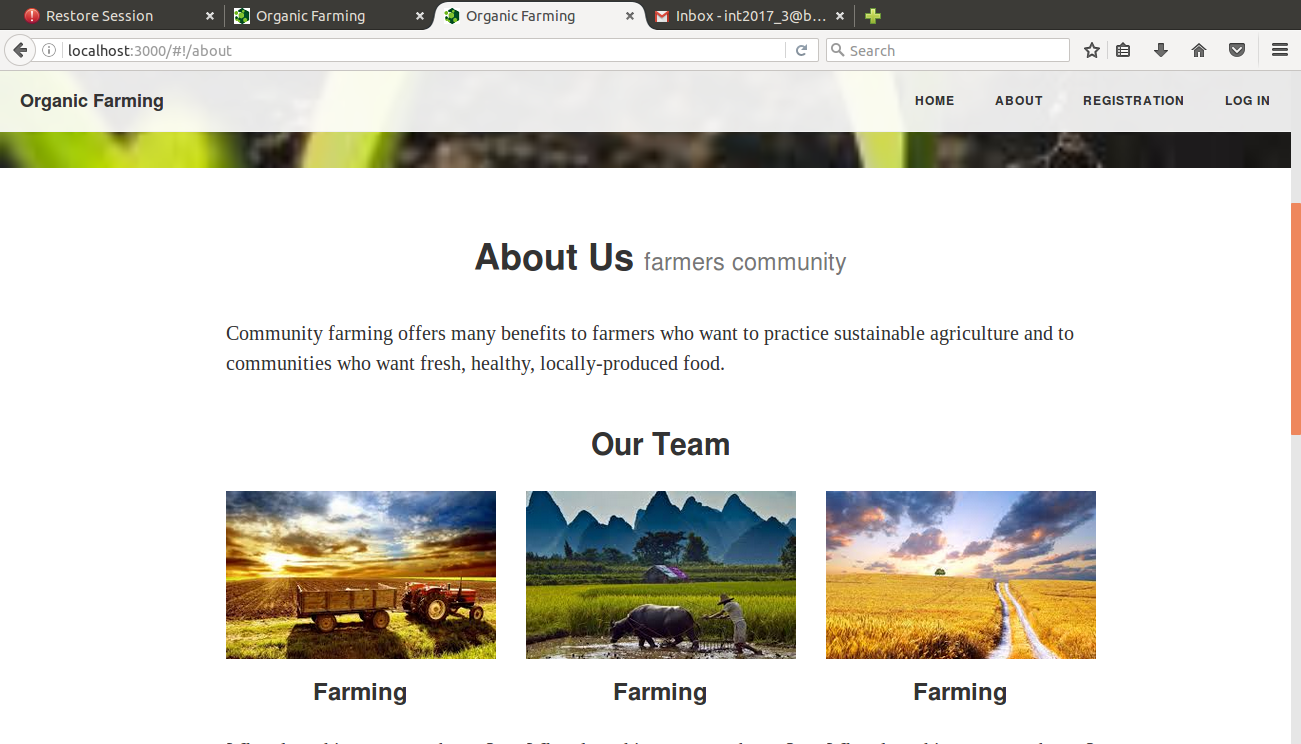 Restore Session
Organic Farming
Organic Farming
Inbox - int2017_3@b...
localhost:3000/#!/about
Search
Organic Farming
HOME
ABOUT
REGISTRATION
LOG IN
About Us farmers community
Community farming offers many benefits to farmers who want to practice sustainable agriculture and to
communities who want fresh, healthy, locally-produced food.
Our Team
Farming
Farming
Farming